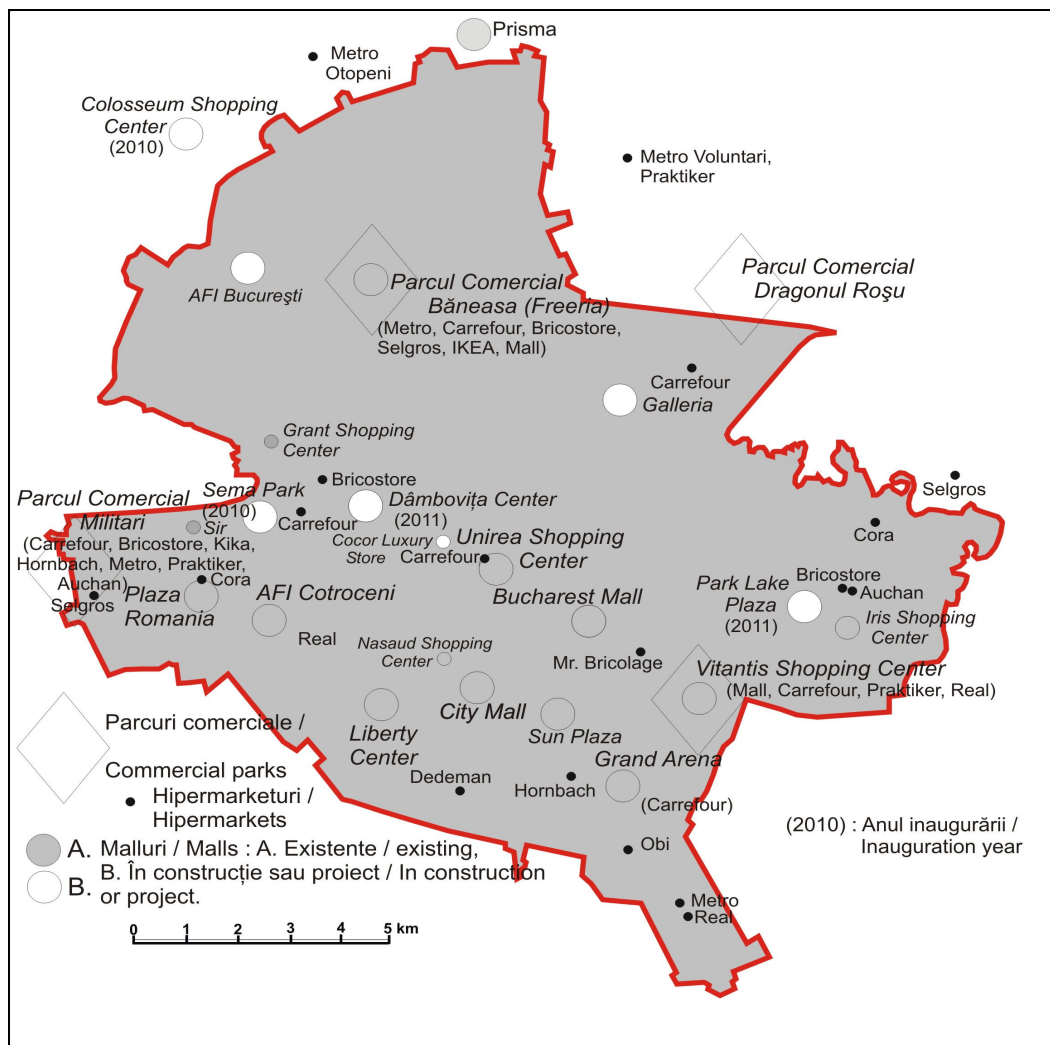 Prisma
Metro
Otopeni
Colosseum Shopping
Center
(2010)
Metro Voluntari,
Praktiker
AFI Bucureşti
Parcul Comercial
Băneasa (Freeria)
(Metro, Carrefour, Bricostore,
Selgros, IKEA, Mall)
Parcul Comercial
Dragonul Roşu
Carrefour
Galleria
Grant Shopping
Center
Bricostore
Sema Park
(2010)
Carrefour
Dâmboviţa Center
(2011)
Cocor Luxury
Store
Carrefour
Unirea Shopping
Center
Selgros
Cora
Parcul Comercial
Militari
Sir
(Carrefour, Bricostore, Kika,
Hornbach, Metro, Praktiker,
Auchan)
Cora
Selgros
Plaza
Romania
AFI Cotroceni
Real
Bucharest Mall
Park Lake
Plaza
(2011)
Bricostore
Auchan
Iris Shopping
Center
Nasaud Shopping
Center
Mr. Bricolage
Vitantis Shopping Center
(Mall, Carrefour, Praktiker, Real)
City Mall
Liberty
Center
Sun Plaza
Grand Arena
(Carrefour)
Dedeman
Hornbach
Obi
Metro
Real
Parcuri comerciale /
Commercial parks
Hipermarketuri /
Hipermarkets
A. Malluri / Malls : A. Existente / existing,
B. B. În construcţie sau proiect / In construction
or project.
(2010) : Anul inaugurării /
Inauguration year
0 1 2 3 4 5 km